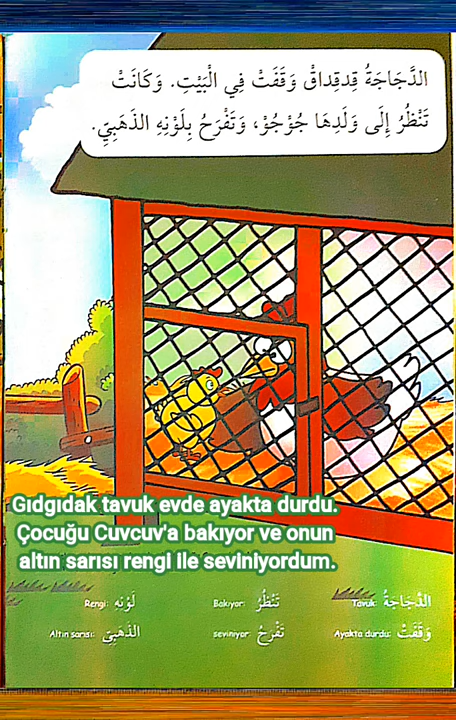 الدَّجَاجَةُ قِدقِداقْ وَقَفَتْ فِي الْبَيْتِ. وَكَانَتْ
تَنْظُرُ إِلَى وَلَدِهَا جُوْجُوْ، وَتَفْرَحُ بِلَوْنِهِ الذَهَبِيِّ.
Gıdgıdak tavuk evde ayakta durdu.
Çocuğu Cuvcuv'a bakıyor ve onun
altın sarısı rengi ile seviniyordum.
الدَّجَاجَةُ Tavuk: تَنْظُرُ Bakıyor: لَوْنِهِ Rengi:
وَقَفَتْ Ayakta durdu: تَفْرَحُ seviniyor: الذَهَبِيِّ Altın sarısı: